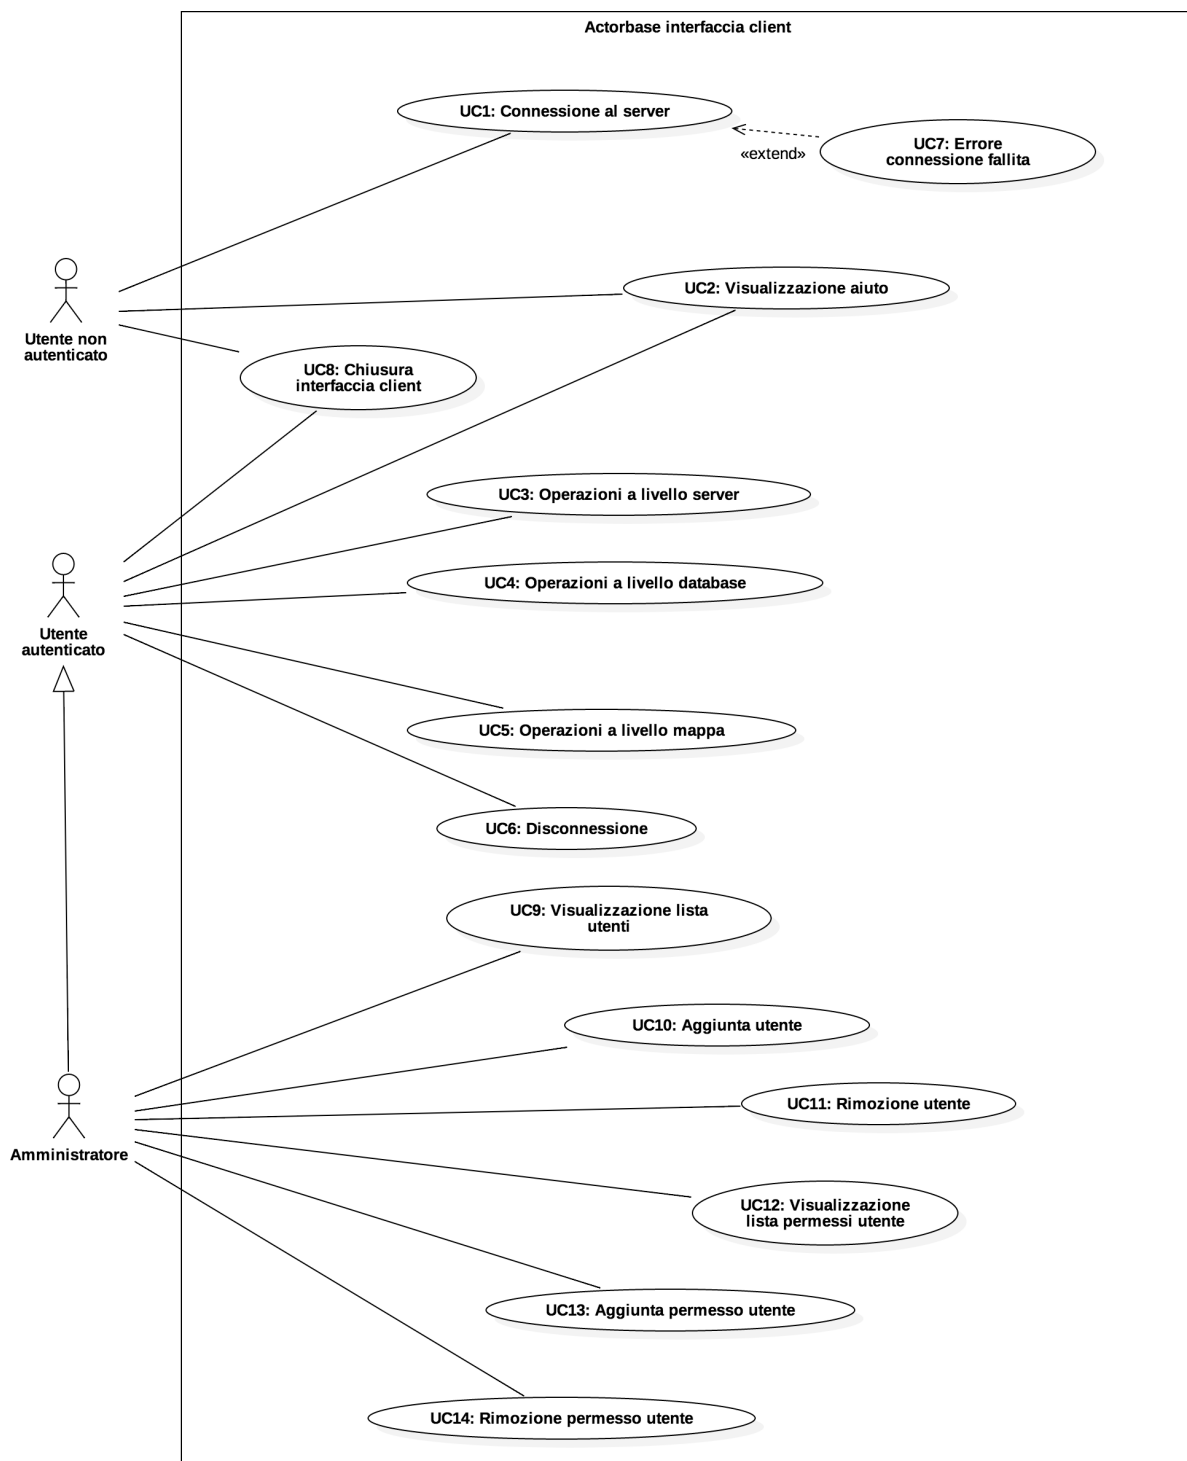 Actorbase interfaccia client
UC1: Connessione al server
UC7: Errore
connessione fallita
«extend»
Utente non
autenticato
UC2: Visualizzazione aiuto
UC8: Chiusura
interfaccia client
UC3: Operazioni a livello server
UC4: Operazioni a livello database
Utente
autenticato
UC5: Operazioni a livello mappa
UC6: Disconnessione
UC9: Visualizzazione lista
utenti
UC10: Aggiunta utente
UC11: Rimozione utente
Amministratore
UC12: Visualizzazione
lista permessi utente
UC13: Aggiunta permesso utente
UC14: Rimozione permesso utente